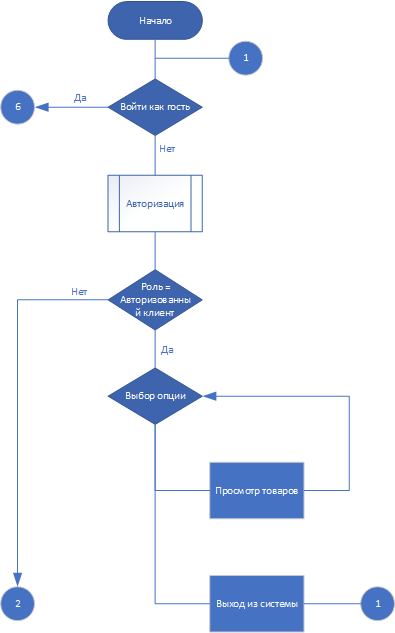 Начало
1
Войти как гость
Да
6
Нет
Авторизация
Роль =
Авторизованны
й клиент
Нет
Да
Выбор опции
Просмотр товаров
2
Выход из системы
1